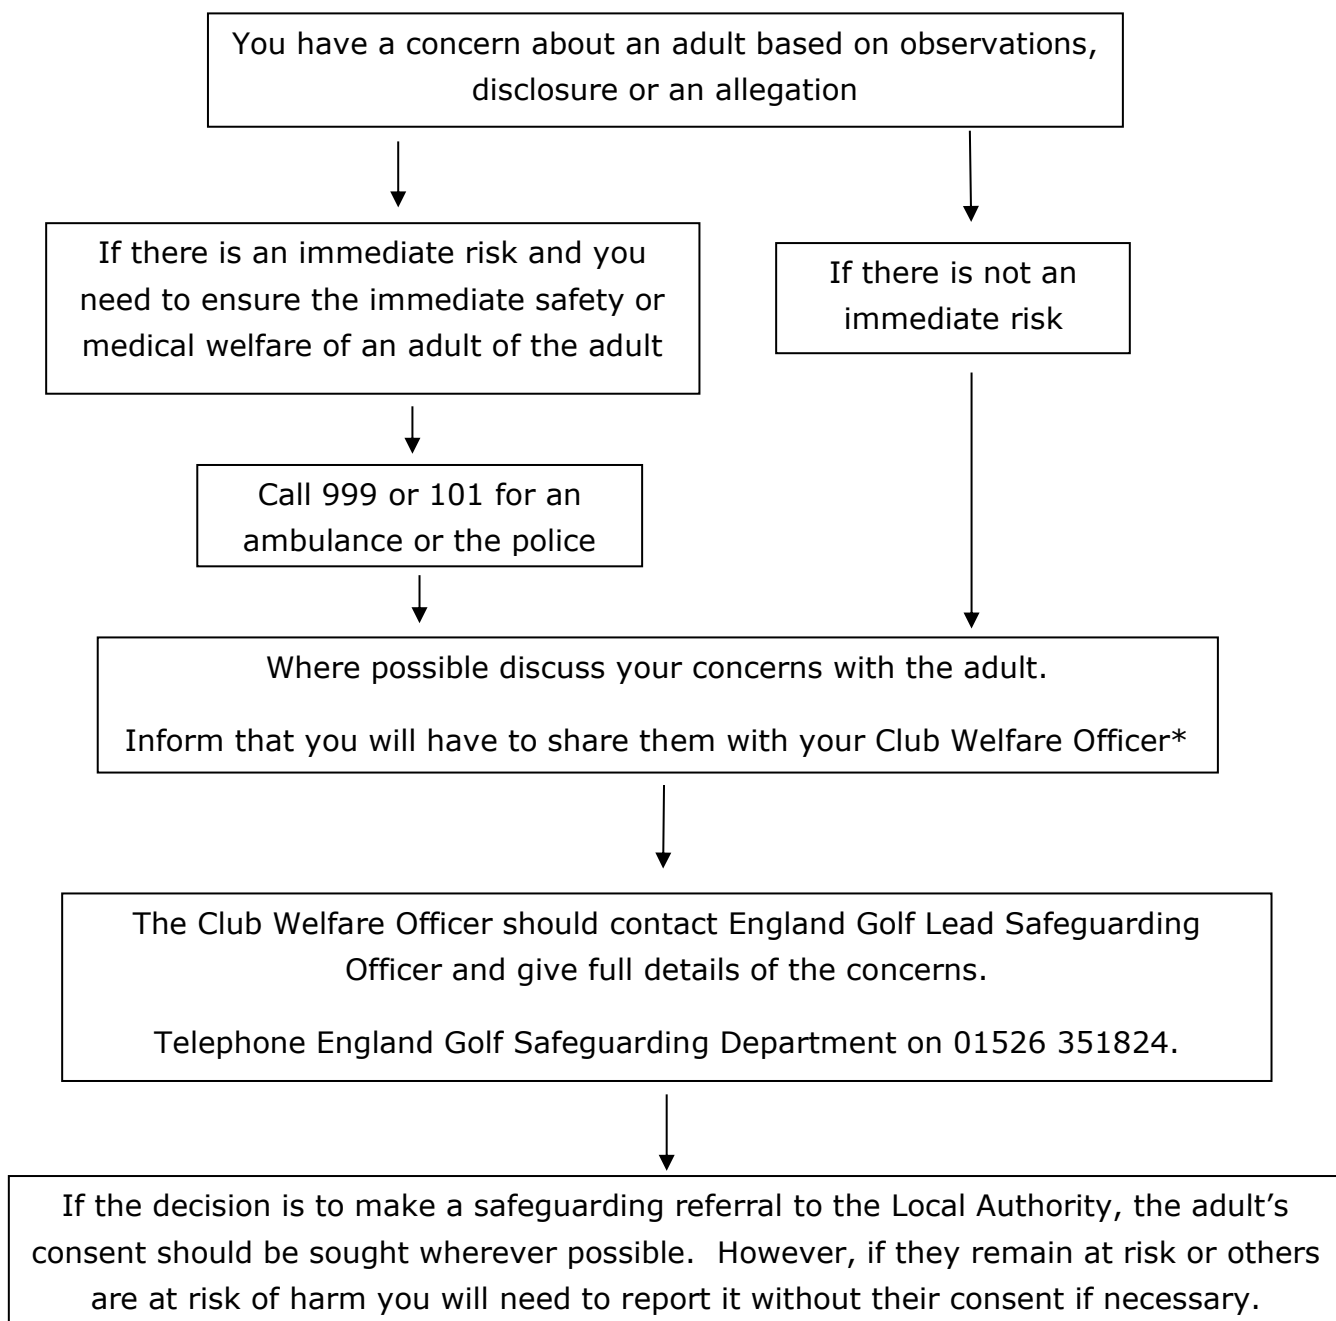 You have a concern about an adult based on observations,
disclosure or an allegation
If there is an immediate risk and you
need to ensure the immediate safety or
medical welfare of an adult of the adult
If there is not an
immediate risk
Call 999 or 101 for an
ambulance or the police
Where possible discuss your concerns with the adult.
Inform that you will have to share them with your Club Welfare Officer*
The Club Welfare Officer should contact England Golf Lead Safeguarding
Officer and give full details of the concerns.
Telephone England Golf Safeguarding Department on 01526 351824.
If the decision is to make a safeguarding referral to the Local Authority, the adult’s
consent should be sought wherever possible.  However, if they remain at risk or others
are at risk of harm you will need to report it without their consent if necessary.